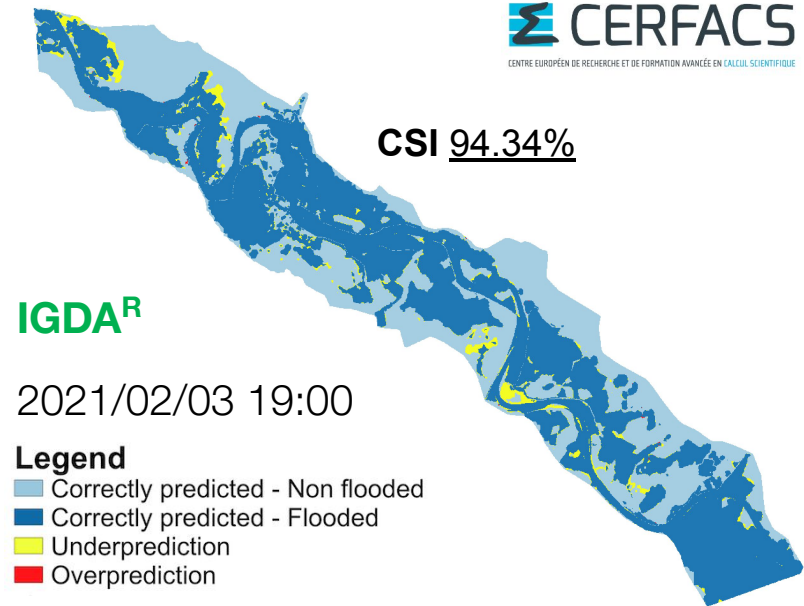 CERFACS
CENTRE EUROPÉEN DE RECHERCHE ET DE FORMATION AVANCÉE EN CALCUL SCIENTIFIQUE
CSI 94.34%
IGDAᴿ
2021/02/03 19:00
Legend
Correctly predicted - Non flooded
Correctly predicted - Flooded
Underprediction
Overprediction